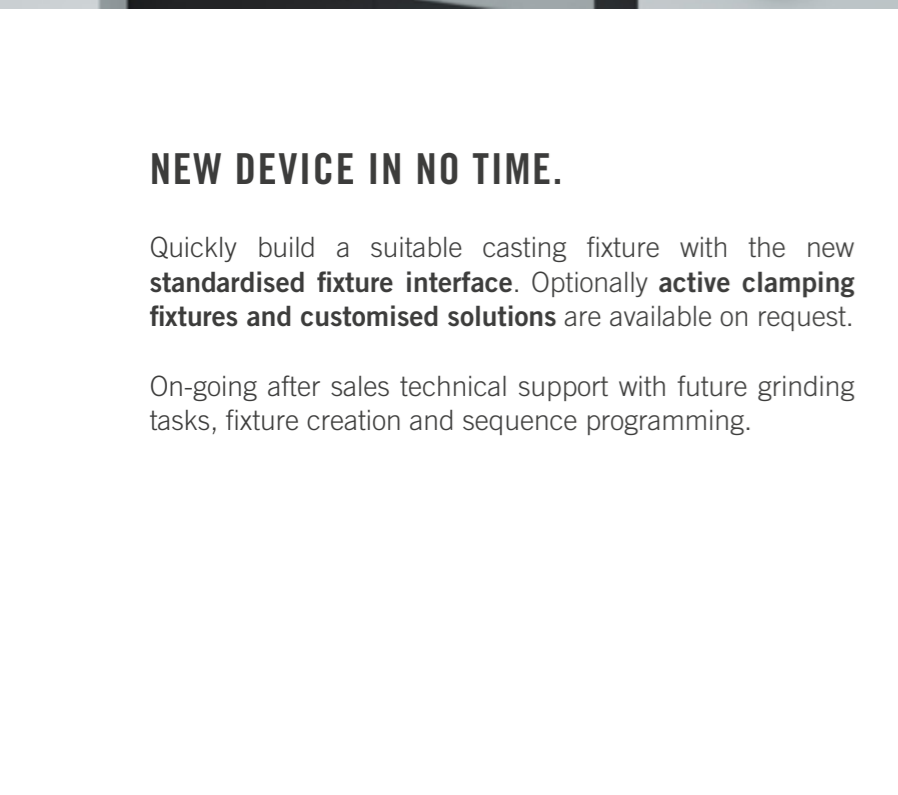 NEW DEVICE IN NO TIME.
Quickly build a suitable casting fixture with the new
standardised fixture interface. Optionally active clamping
fixtures and customised solutions are available on request.
On-going after sales technical support with future grinding
tasks, fixture creation and sequence programming.